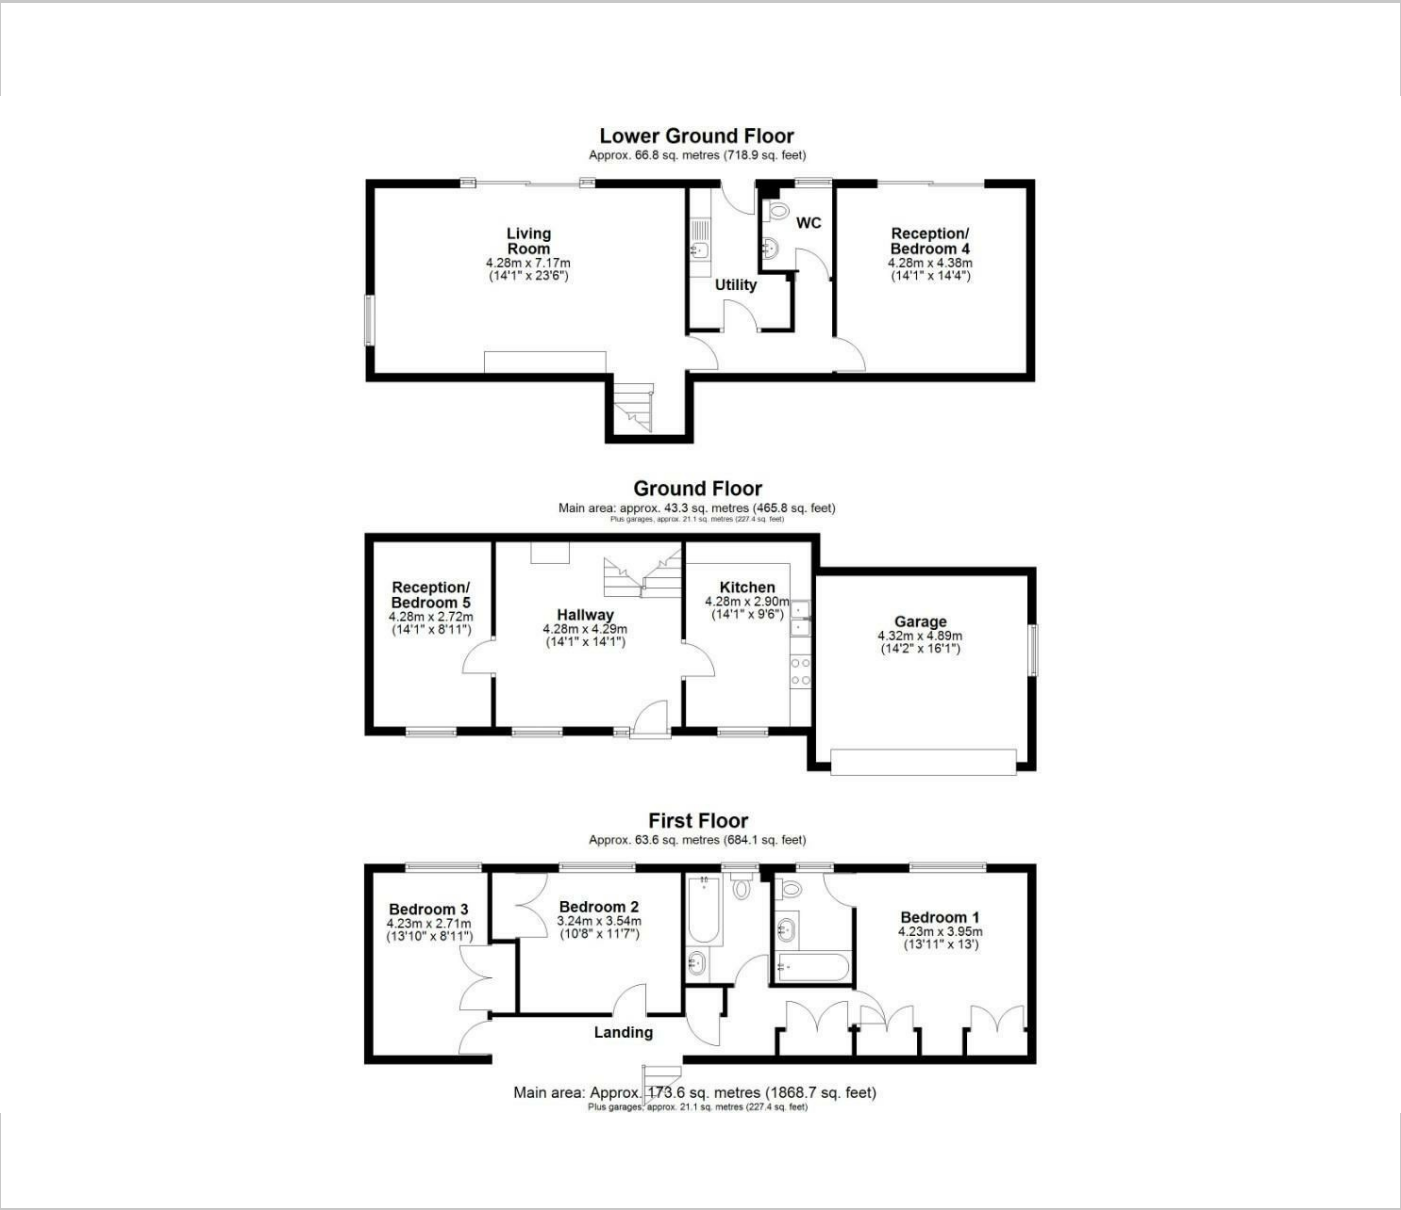 Lower Ground Floor
Approx. 66.8 sq. metres (718.9 sq. feet)
Living
Room
4.28m x 7.17m
(14'1" x 23'6")
Utility
WC
Reception/
Bedroom 4
4.28m x 4.38m
(14'1" x 14'4")
Ground Floor
Main area: approx. 43.3 sq. metres (465.8 sq. feet)
Plus garages, approx. 21.1 sq. metres (227.4 sq. feet)
Reception/
Bedroom 5
4.28m x 2.72m
(14'1" x 8'11")
Hallway
4.28m x 4.29m
(14'1" x 14'1")
Kitchen
4.28m x 2.90m
(14'1" x 9'6")
Garage
4.32m x 4.89m
(14'2" x 16'1")
First Floor
Approx. 63.6 sq. metres (684.1 sq. feet)
Bedroom 3
4.23m x 2.71m
(13'10" x 8'11")
Bedroom 2
3.24m x 3.54m
(10'8" x 11'7")
Bedroom 1
4.23m x 3.95m
(13'11" x 13')
Landing
Main area: Approx. 173.6 sq. metres (1868.7 sq. feet)
Plus garages, approx. 21.1 sq. metres (227.4 sq. feet)